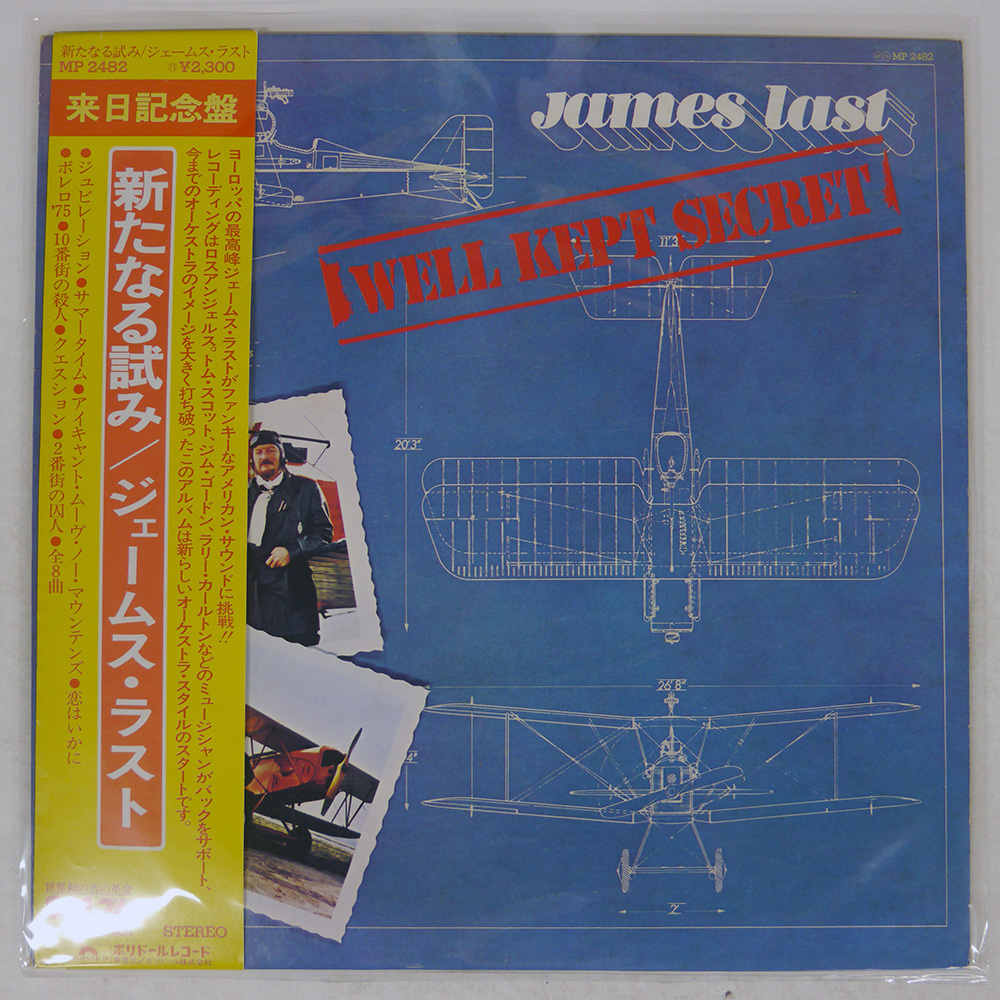 新たなる試み/ジェームス・ラスト
MP 2482 ㊣¥2,300
来日記念盤
新たなる試み/ジェームス・ラスト
ヨーロッパの最高峰ジェームス・ラストがファンキーなアメリカン・サウンドに挑戦!!
レコーディングはロスアンジェルス。トム・スコット、ジム・ゴードン、ラリー・カールトンなどのミュージシャンがバックをサポート、
今までのオーケストラのイメージを大きく打ち破ったこのアルバムは新らしいオーケストラ・スタイルのスタートです。
●ジュビレーション●サマータイム●アイキャント・ムーヴ・ノー・マウンテンズ●恋はいかに
●ボレロ'75●10番街の殺人●クエスション●2番街の囚人●全8曲
STEREO
ポリドールレコード
MP 2482
James Last
WELL KEPT SECRET
11'3"
20'3"
26'8"
4"
2'